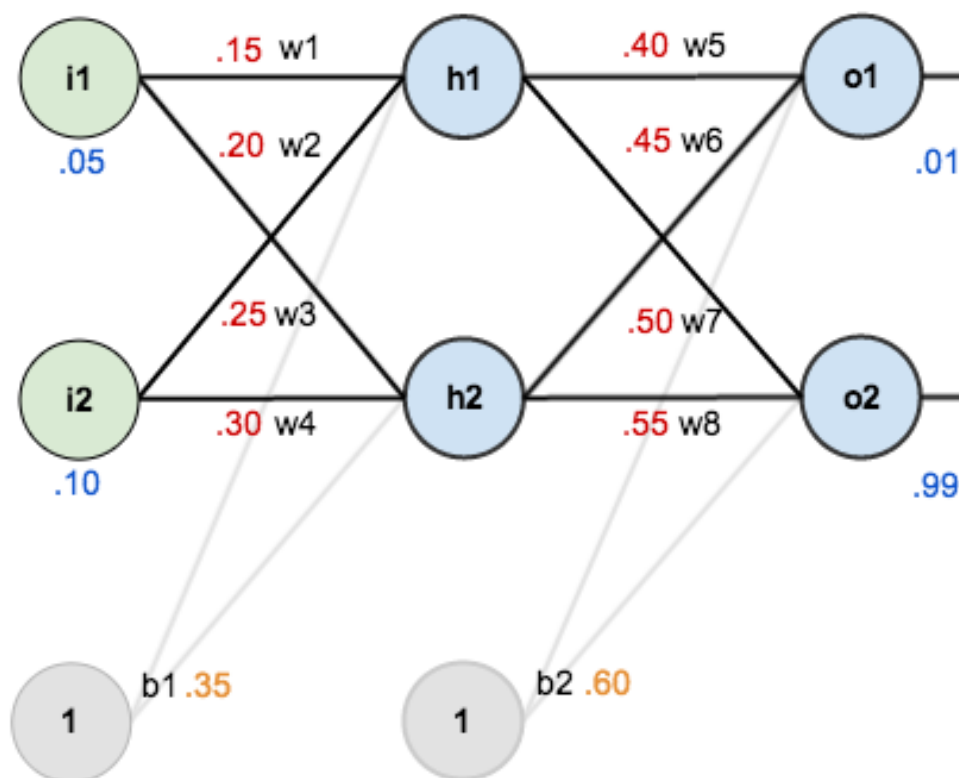 i1
.15 w1
h1
.40 w5
o1
.05
.20 w2
.45 w6
.01
.25 w3
.50 w7
i2
.30 w4
h2
.55 w8
o2
.10
.99
1
b1 .35
1
b2 .60